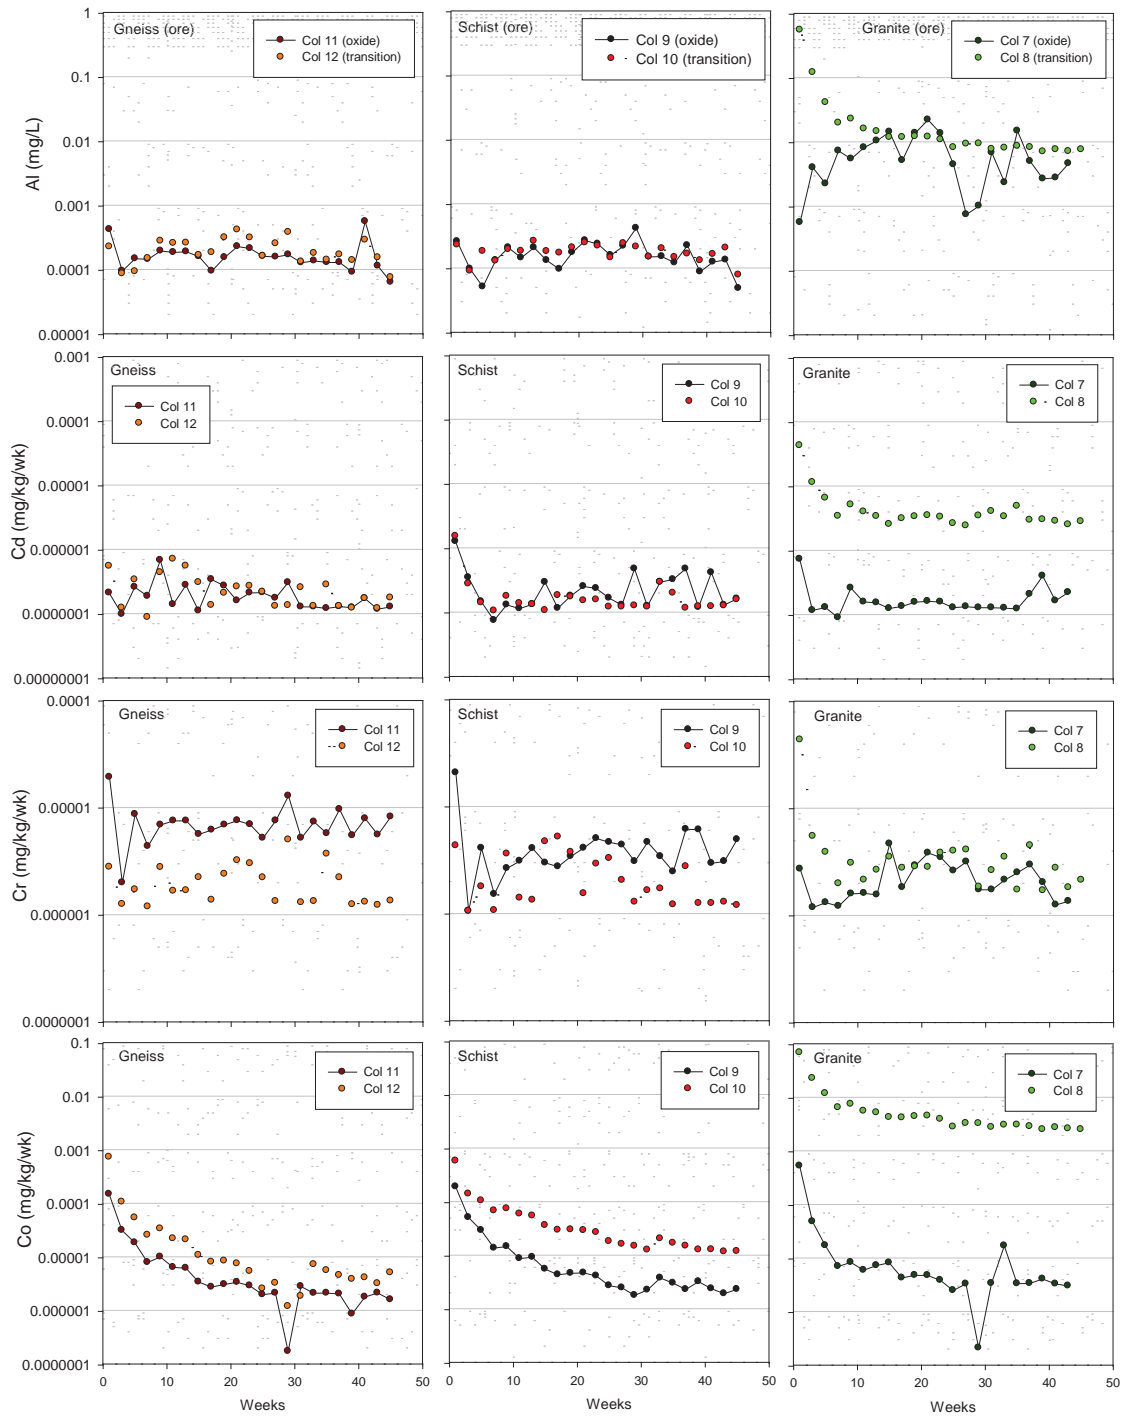 Gneiss (ore)
Col 11 (oxide)
Col 12 (transition)
Schist (ore)
Col 9 (oxide)
Col 10 (transition)
Granite (ore)
Col 7 (oxide)
Col 8 (transition)
Al (mg/L)
1
0.1
0.01
0.001
0.0001
0.00001
Gneiss
Col 11
Col 12
Schist
Col 9
Col 10
Granite
Col 7
Col 8
Cd (mg/kg/wk)
0.001
0.0001
0.00001
0.000001
0.0000001
0.00000001
Gneiss
Col 11
Col 12
Schist
Col 9
Col 10
Granite
Col 7
Col 8
Cr (mg/kg/wk)
0.0001
0.00001
0.000001
0.0000001
Gneiss
Col 11
Col 12
Schist
Col 9
Col 10
Granite
Col 7
Col 8
Co (mg/kg/wk)
0.1
0.01
0.001
0.0001
0.00001
0.000001
0.0000001
0 10 20 30 40 50
0 10 20 30 40 50
0 10 20 30 40 50
Weeks
Weeks
Weeks